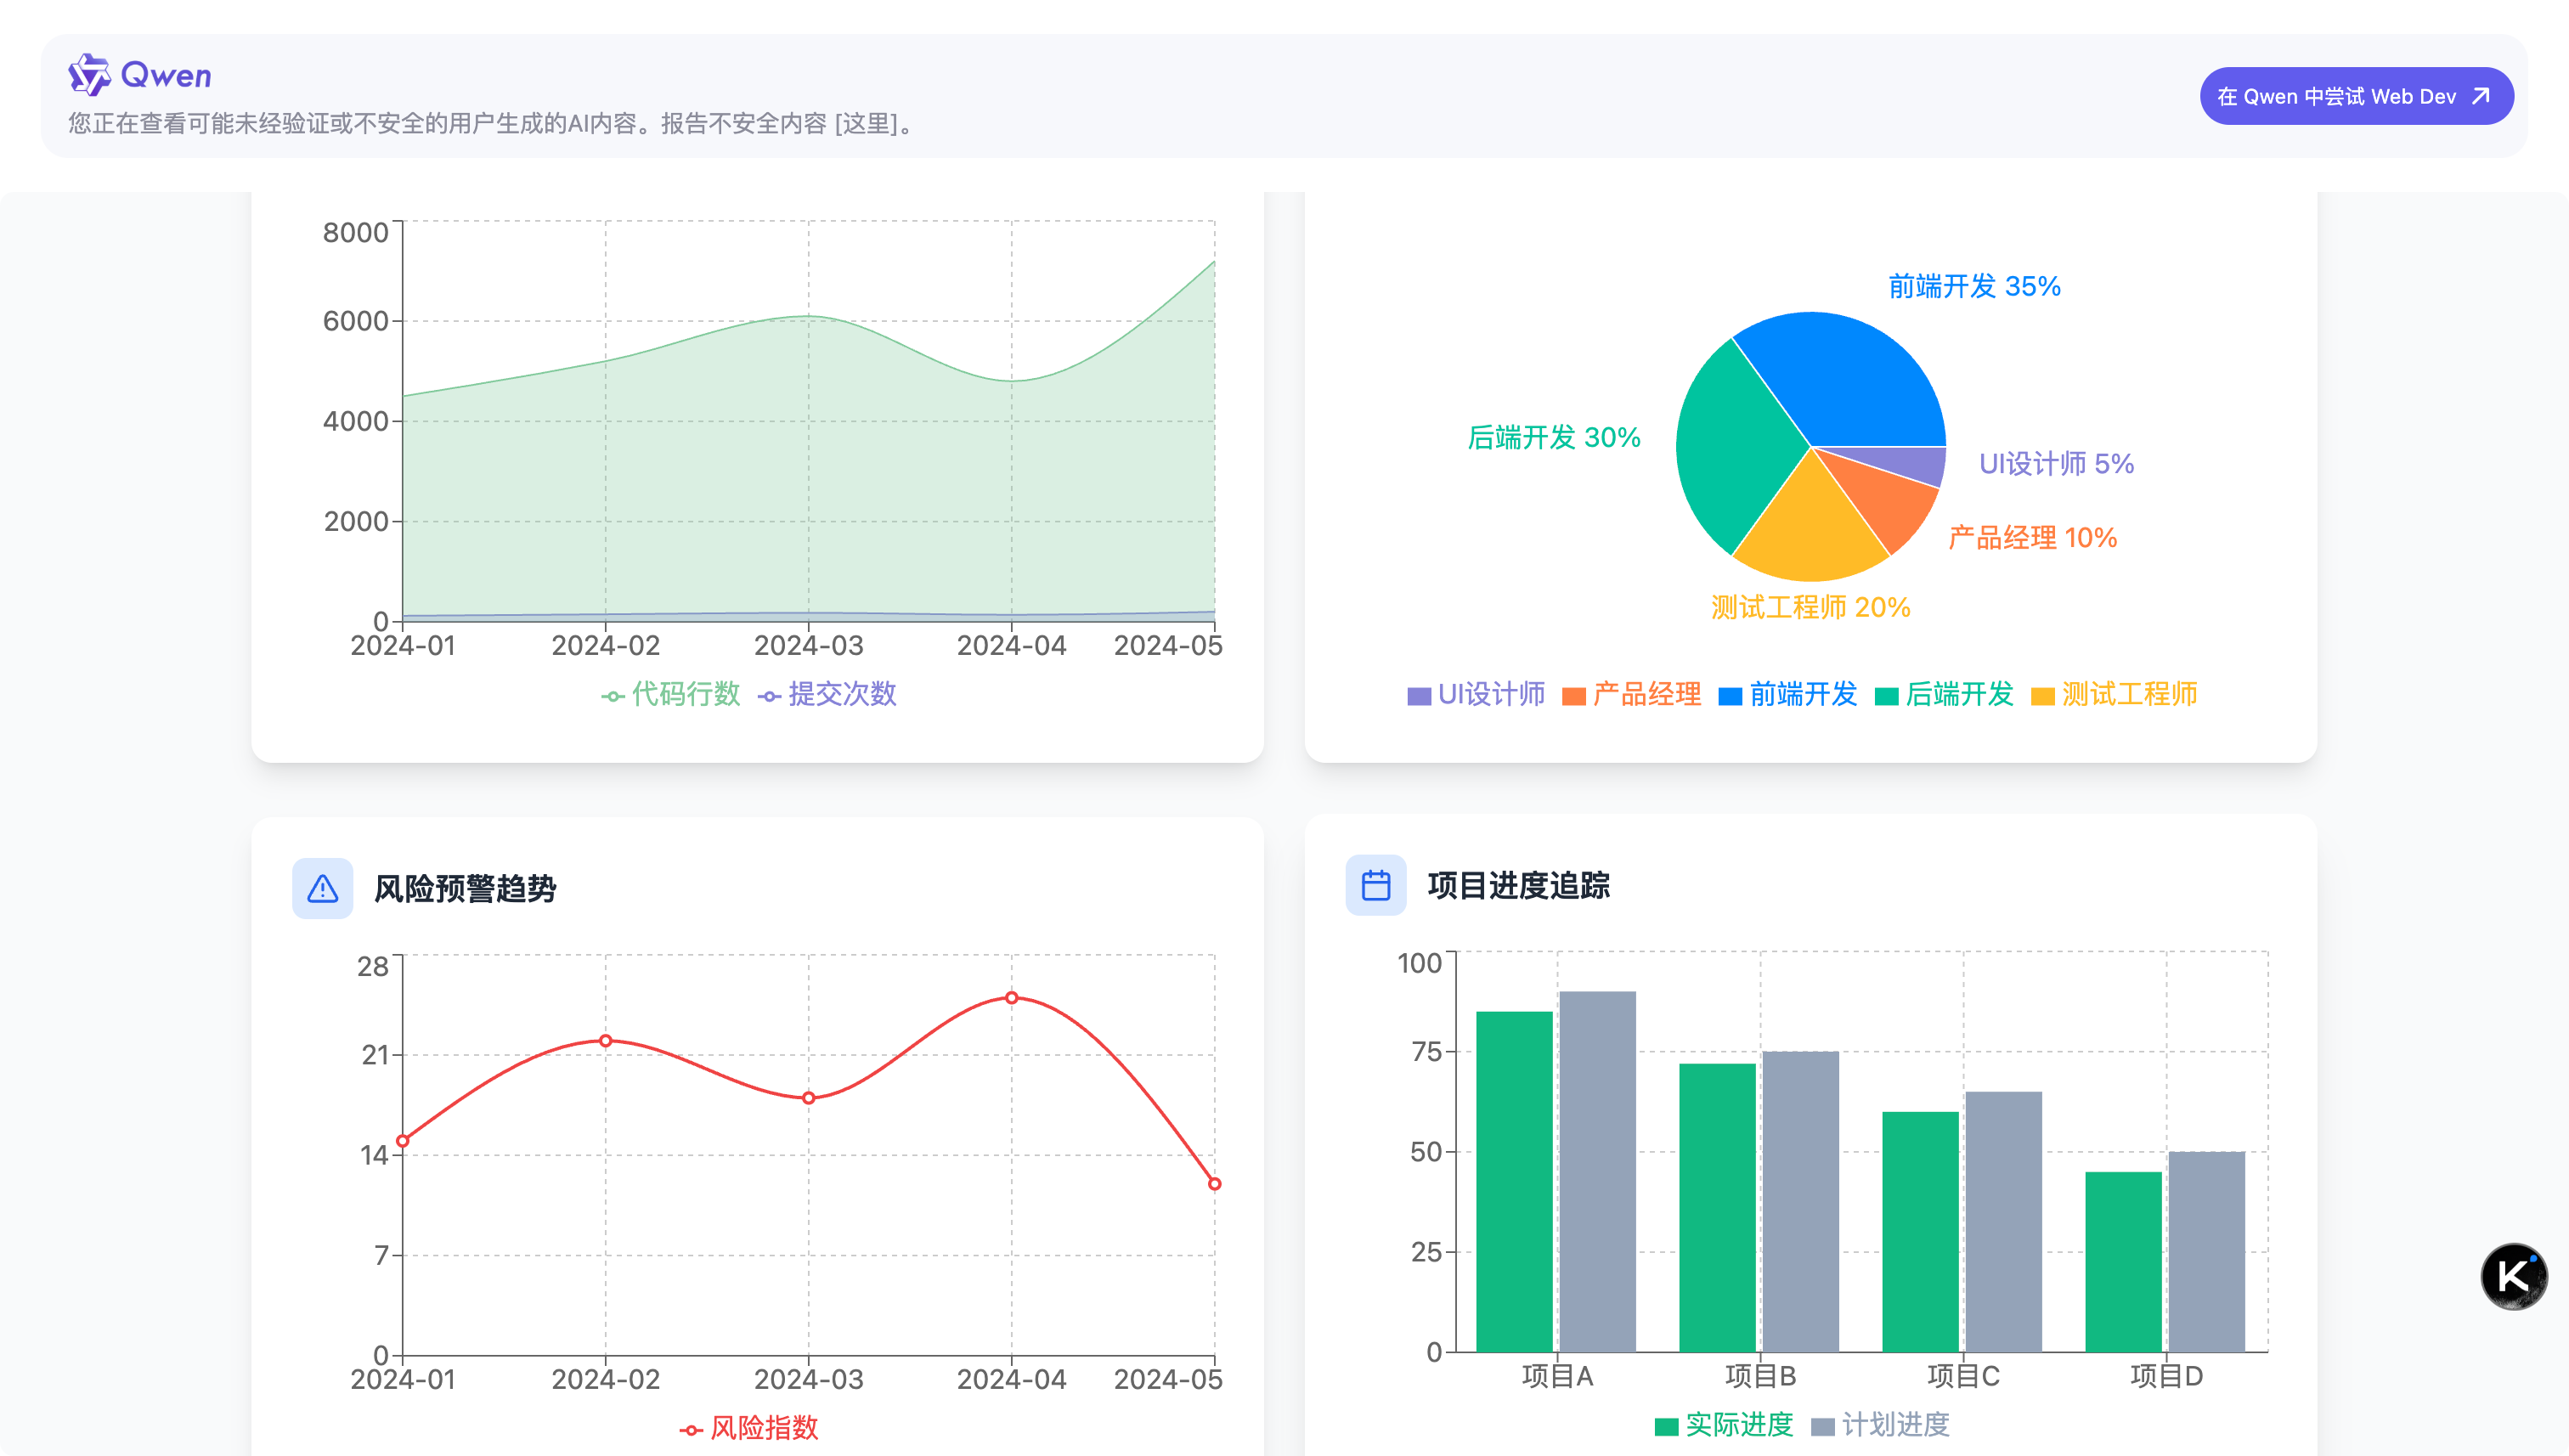 Qwen
您正在查看可能未经验证或不安全的用户生成的AI内容。报告不安全内容 [这里]。
在 Qwen 中尝试 Web Dev
8000
6000
4000
2000
0
2024-01 2024-02 2024-03 2024-04 2024-05
代码行数 提交次数
前端开发 35%
后端开发 30%
UI设计师 5%
产品经理 10%
测试工程师 20%
UI设计师 产品经理 前端开发 后端开发 测试工程师
风险预警趋势
28
21
14
7
0
2024-01 2024-02 2024-03 2024-04 2024-05
风险指数
项目进度追踪
100
75
50
25
0
项目A 项目B 项目C 项目D
实际进度 计划进度
K